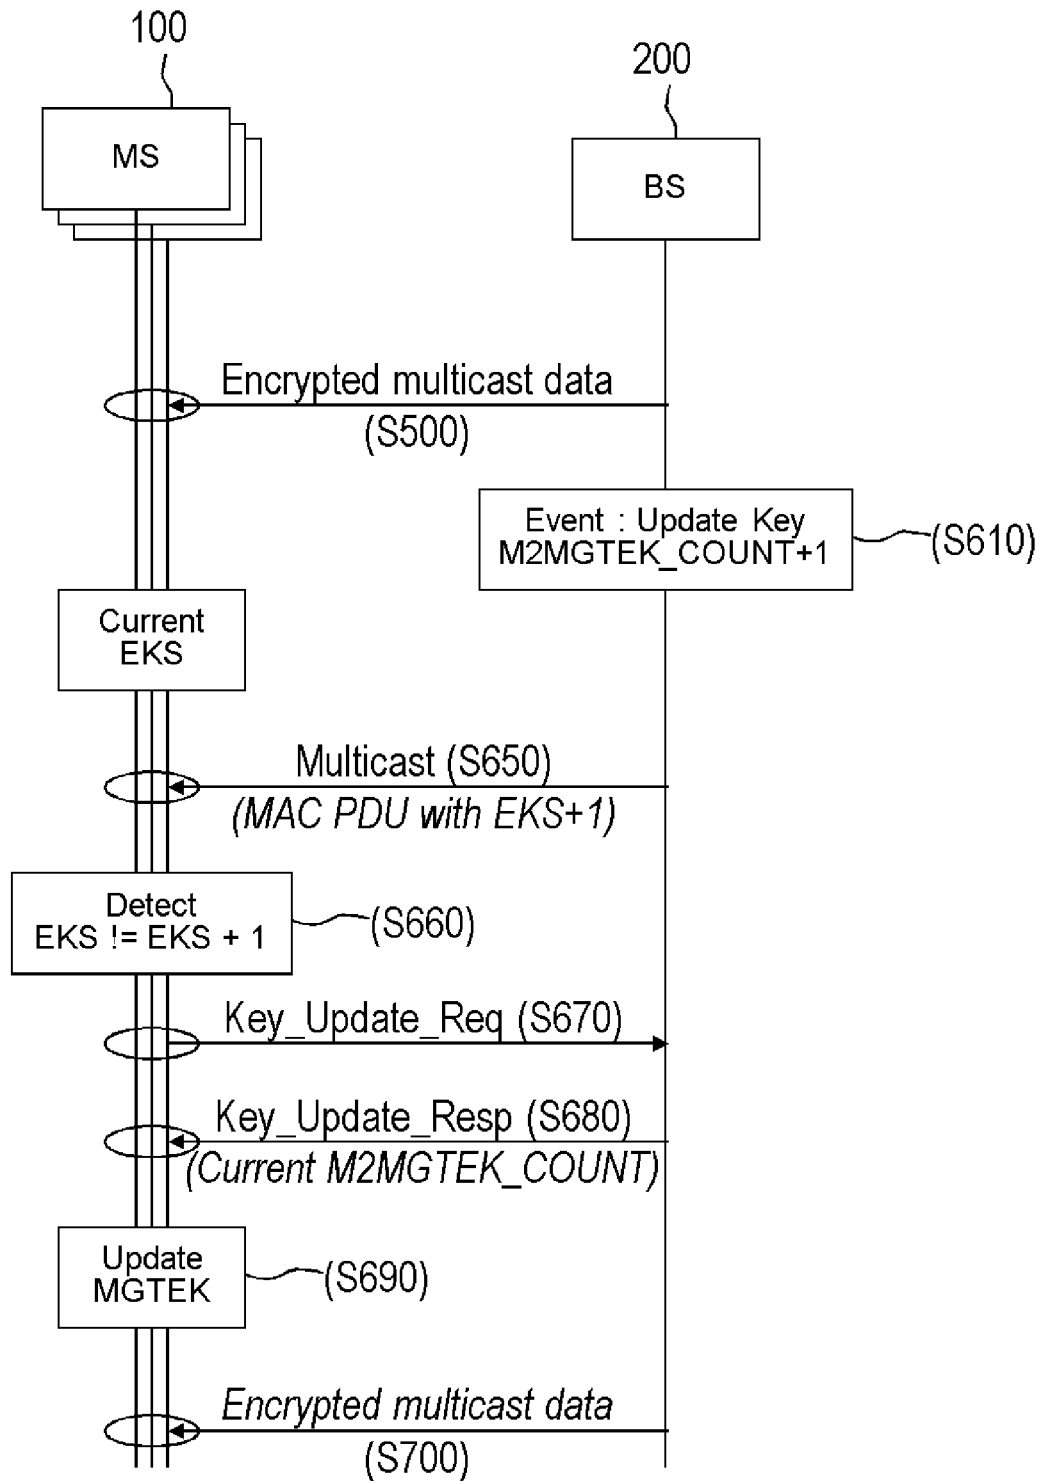 100
200
MS
BS
Encrypted multicast data
(S500)
Event : Update Key
M2MGTEK_COUNT+1
(S610)
Current
EKS
Multicast (S650)
(MAC PDU with EKS+1)
Detect
EKS != EKS + 1
(S660)
Key_Update_Req (S670)
Key_Update_Resp (S680)
(Current M2MGTEK_COUNT)
Update
MGTEK
(S690)
Encrypted multicast data
(S700)